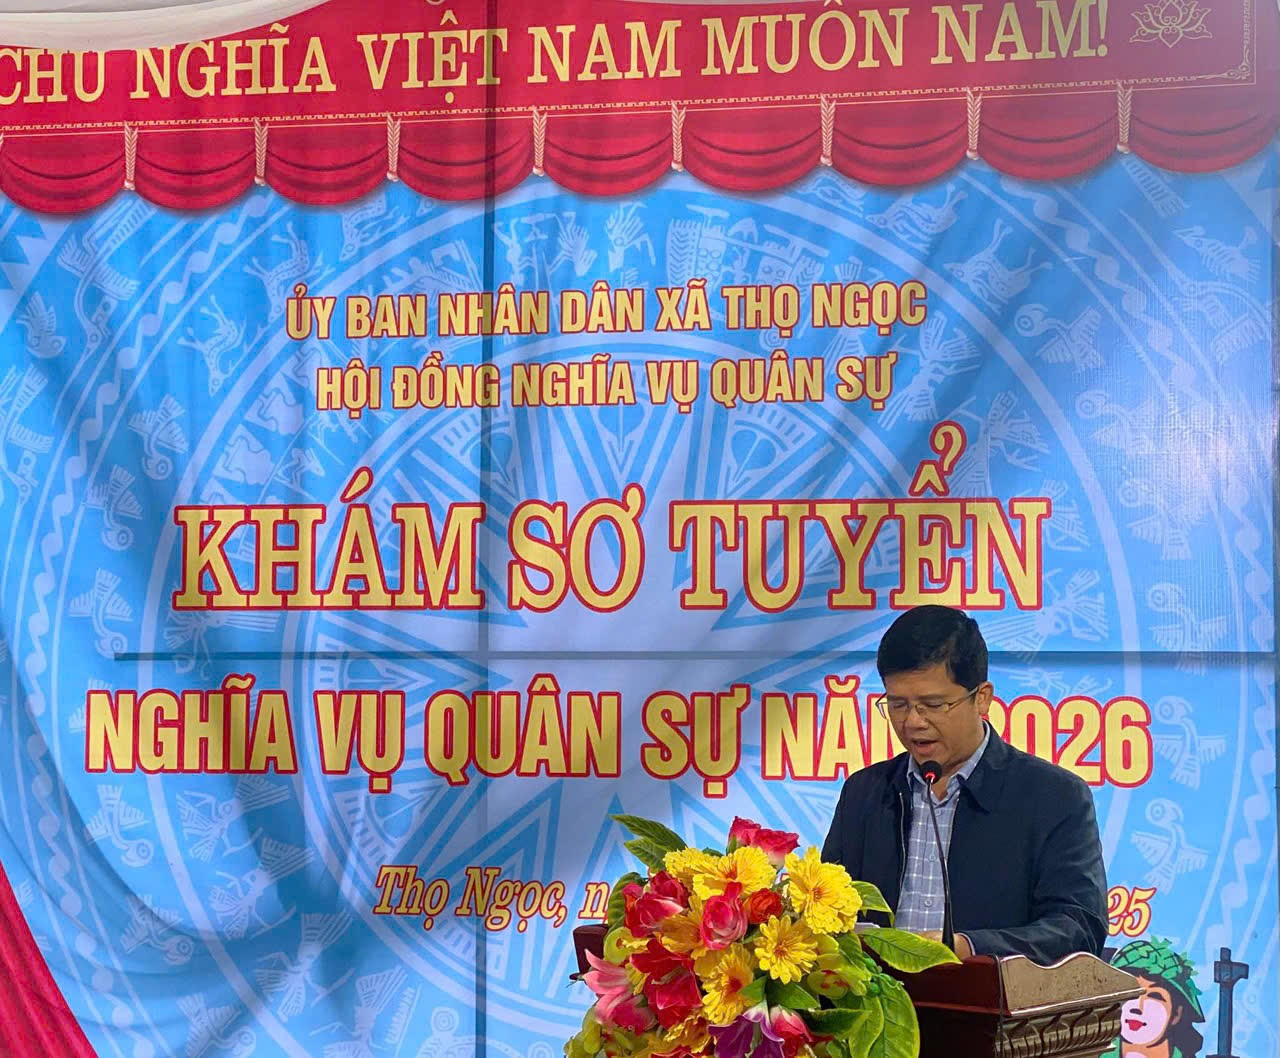 CHỦ NGHĨA VIỆT NAM MUÔN NĂM!
ỦY BAN NHÂN DÂN XÃ THỌ NGỌC
HỘI ĐỒNG NGHĨA VỤ QUÂN SỰ
KHÁM SƠ TUYỂN
NGHĨA VỤ QUÂN SỰ NĂM 2026
Thọ Ngọc, 25